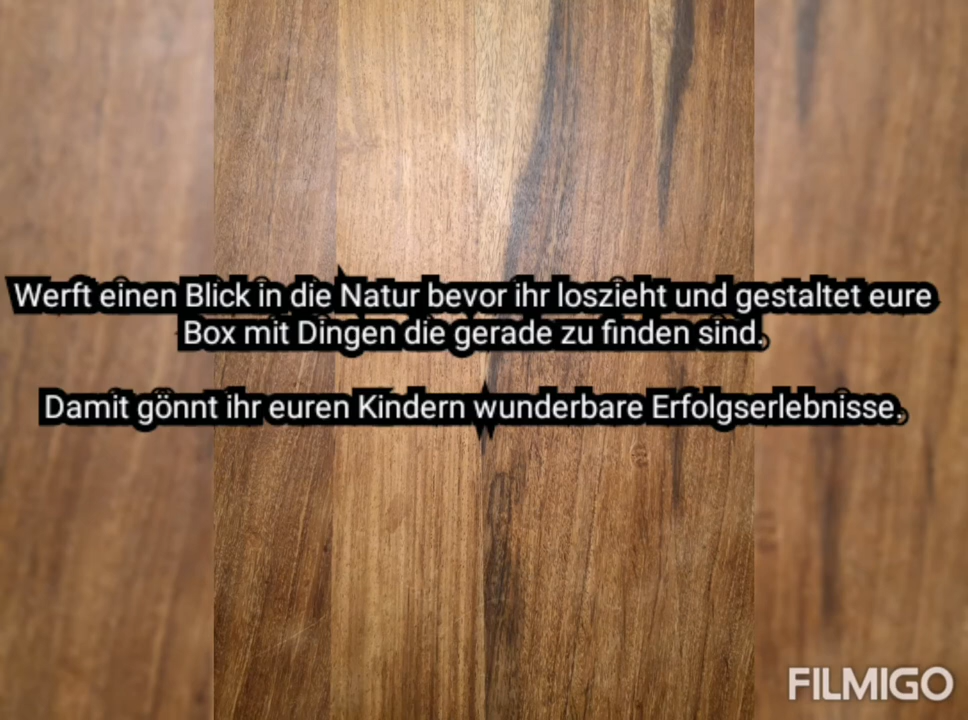 Werft einen Blick in die Natur bevor ihr loszieht und gestaltet eure
Box mit Dingen die gerade zu finden sind.
Damit gönnt ihr euren Kindern wunderbare Erfolgserlebnisse.
FILMIGO